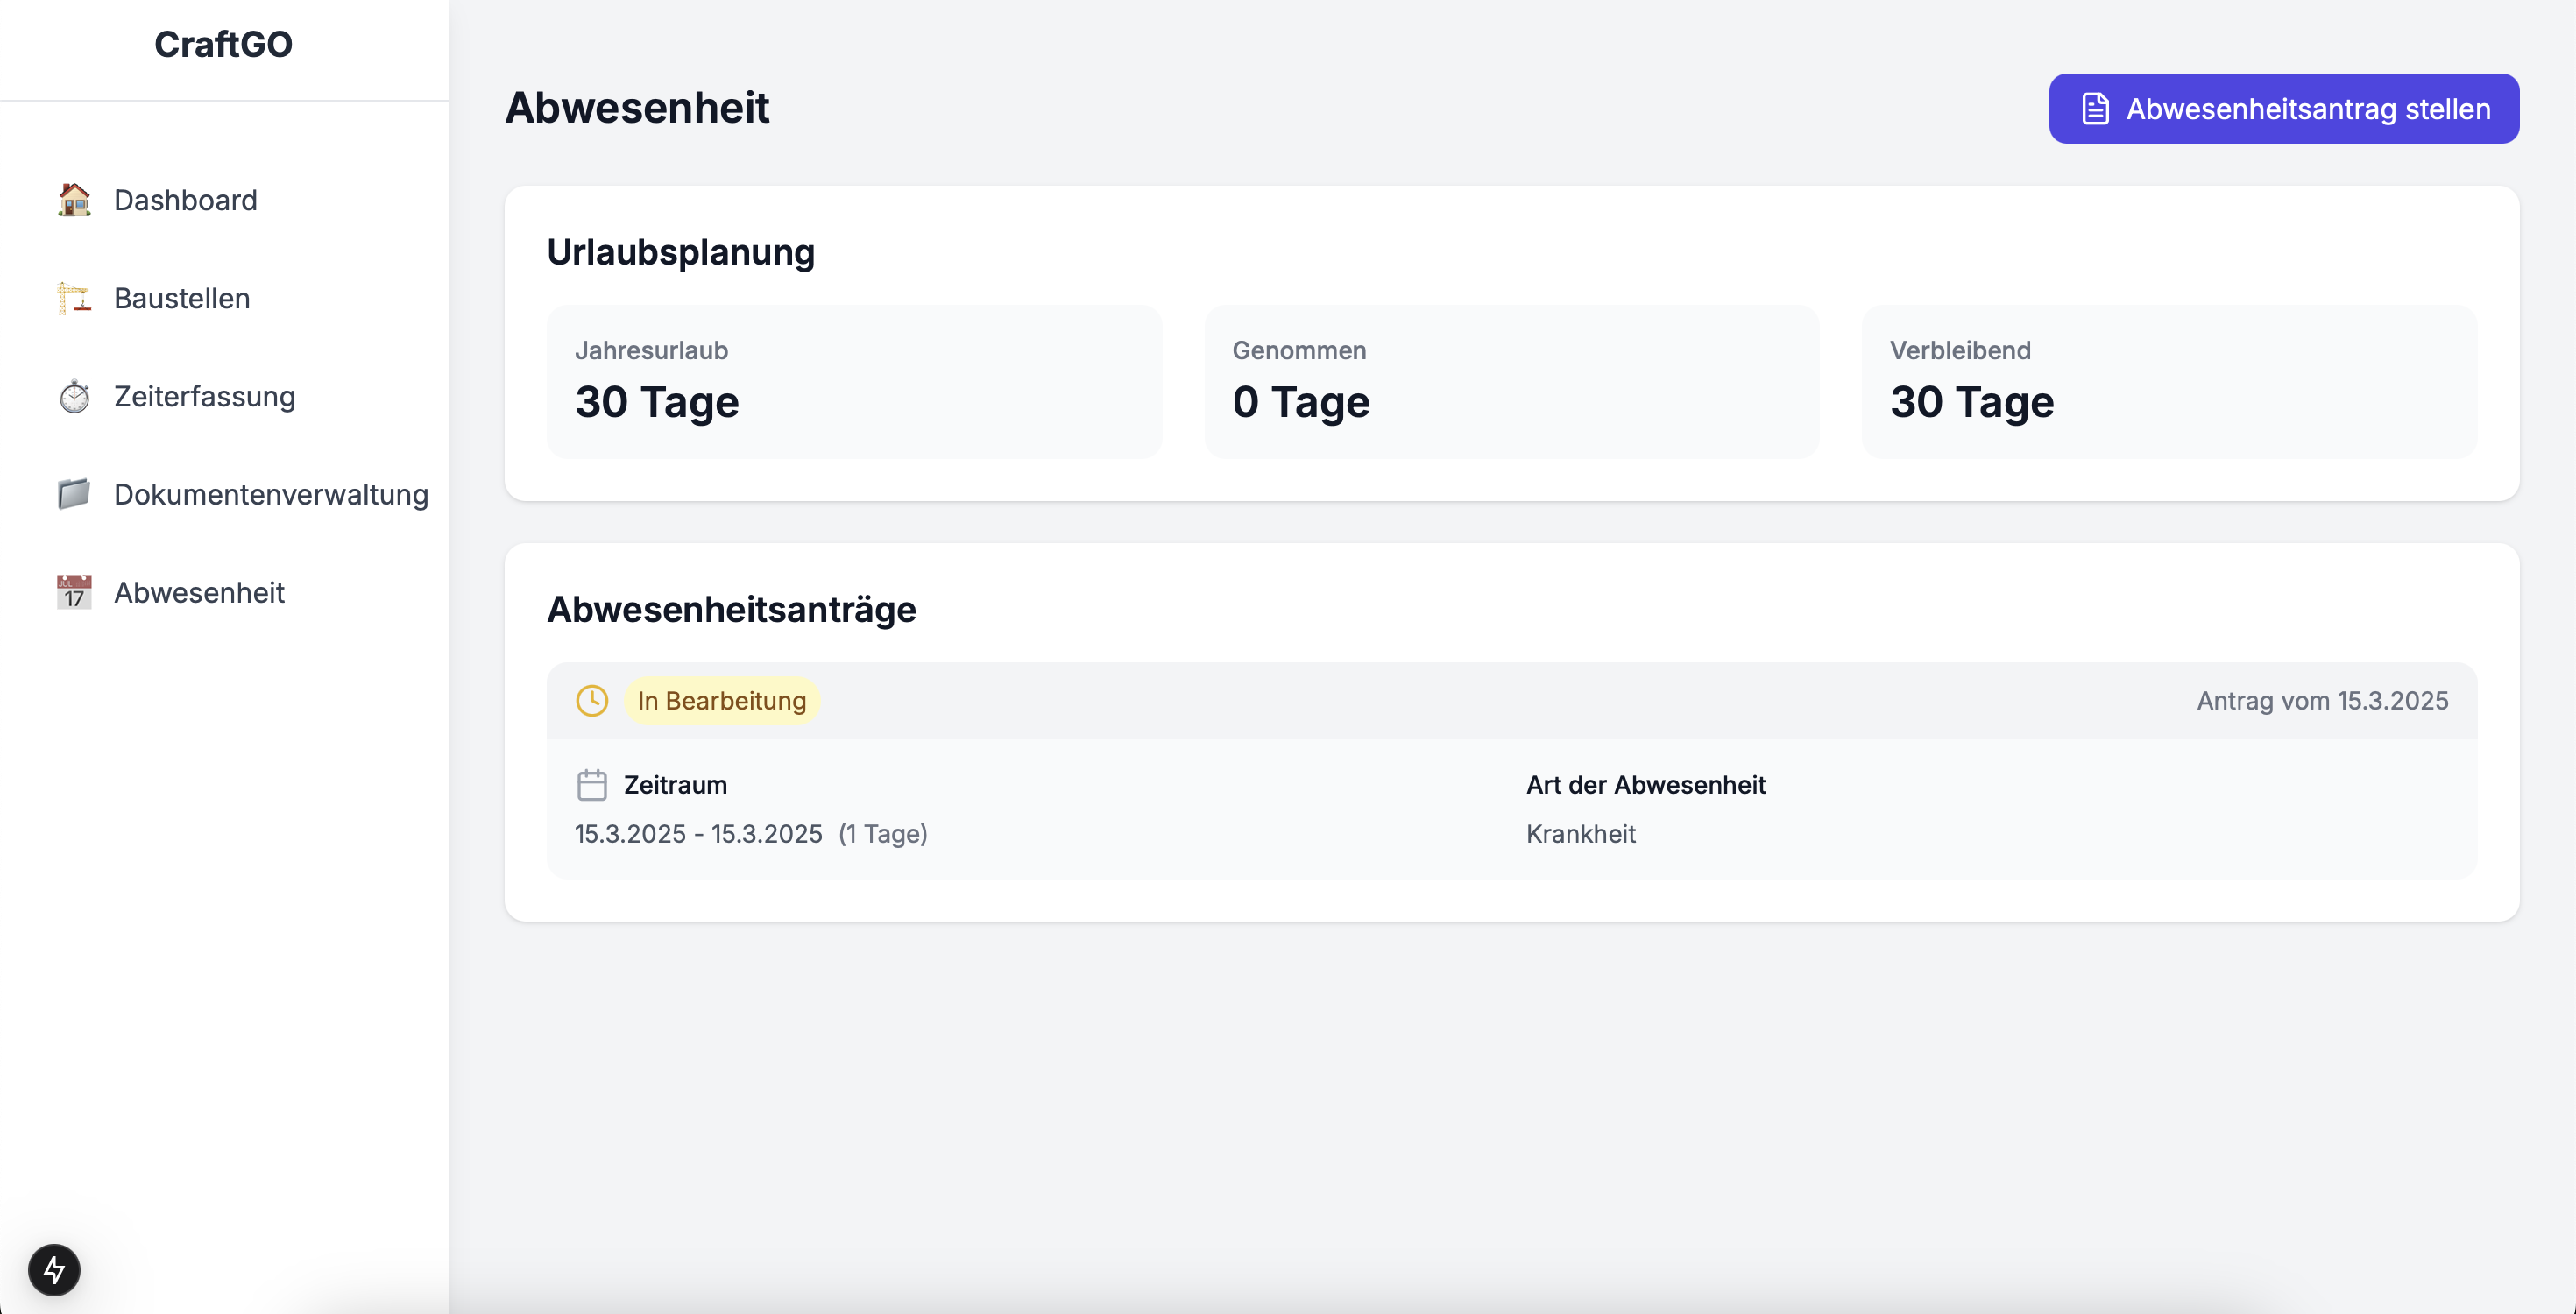 CraftGO
Dashboard
Baustellen
Zeiterfassung
Dokumentenverwaltung
JUL
17
Abwesenheit
Abwesenheit
Abwesenheitsantrag stellen
Urlaubsplanung
Jahresurlaub
30 Tage
Genommen
0 Tage
Verbleibend
30 Tage
Abwesenheitsanträge
In Bearbeitung
Antrag vom 15.3.2025
Zeitraum
15.3.2025 - 15.3.2025 (1 Tage)
Art der Abwesenheit
Krankheit